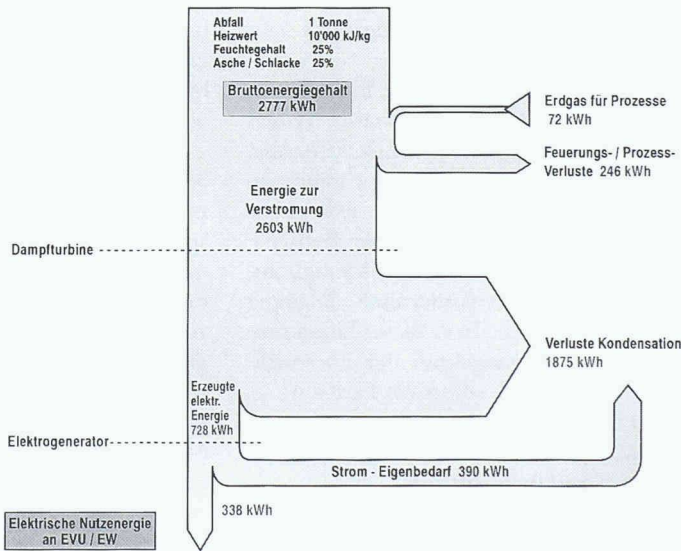 Abfall 1 Tonne
Heizwert 10'000 kJ/kg
Feuchtegehalt 25%
Asche / Schlacke 25%
Bruttoenergiegehalt
2777 kWh
Erdgas für Prozesse
72 kWh
Feuerungs- / Prozess-
Verluste 246 kWh
Energie zur
Verstromung
2603 kWh
Dampfturbine
Verluste Kondensation
1875 kWh
Erzeugte
elektr.
Energie
728 kWh
Elektrogenerator
Strom - Eigenbedarf 390 kWh
338 kWh
Elektrische Nutzenergie
an EVU / EW